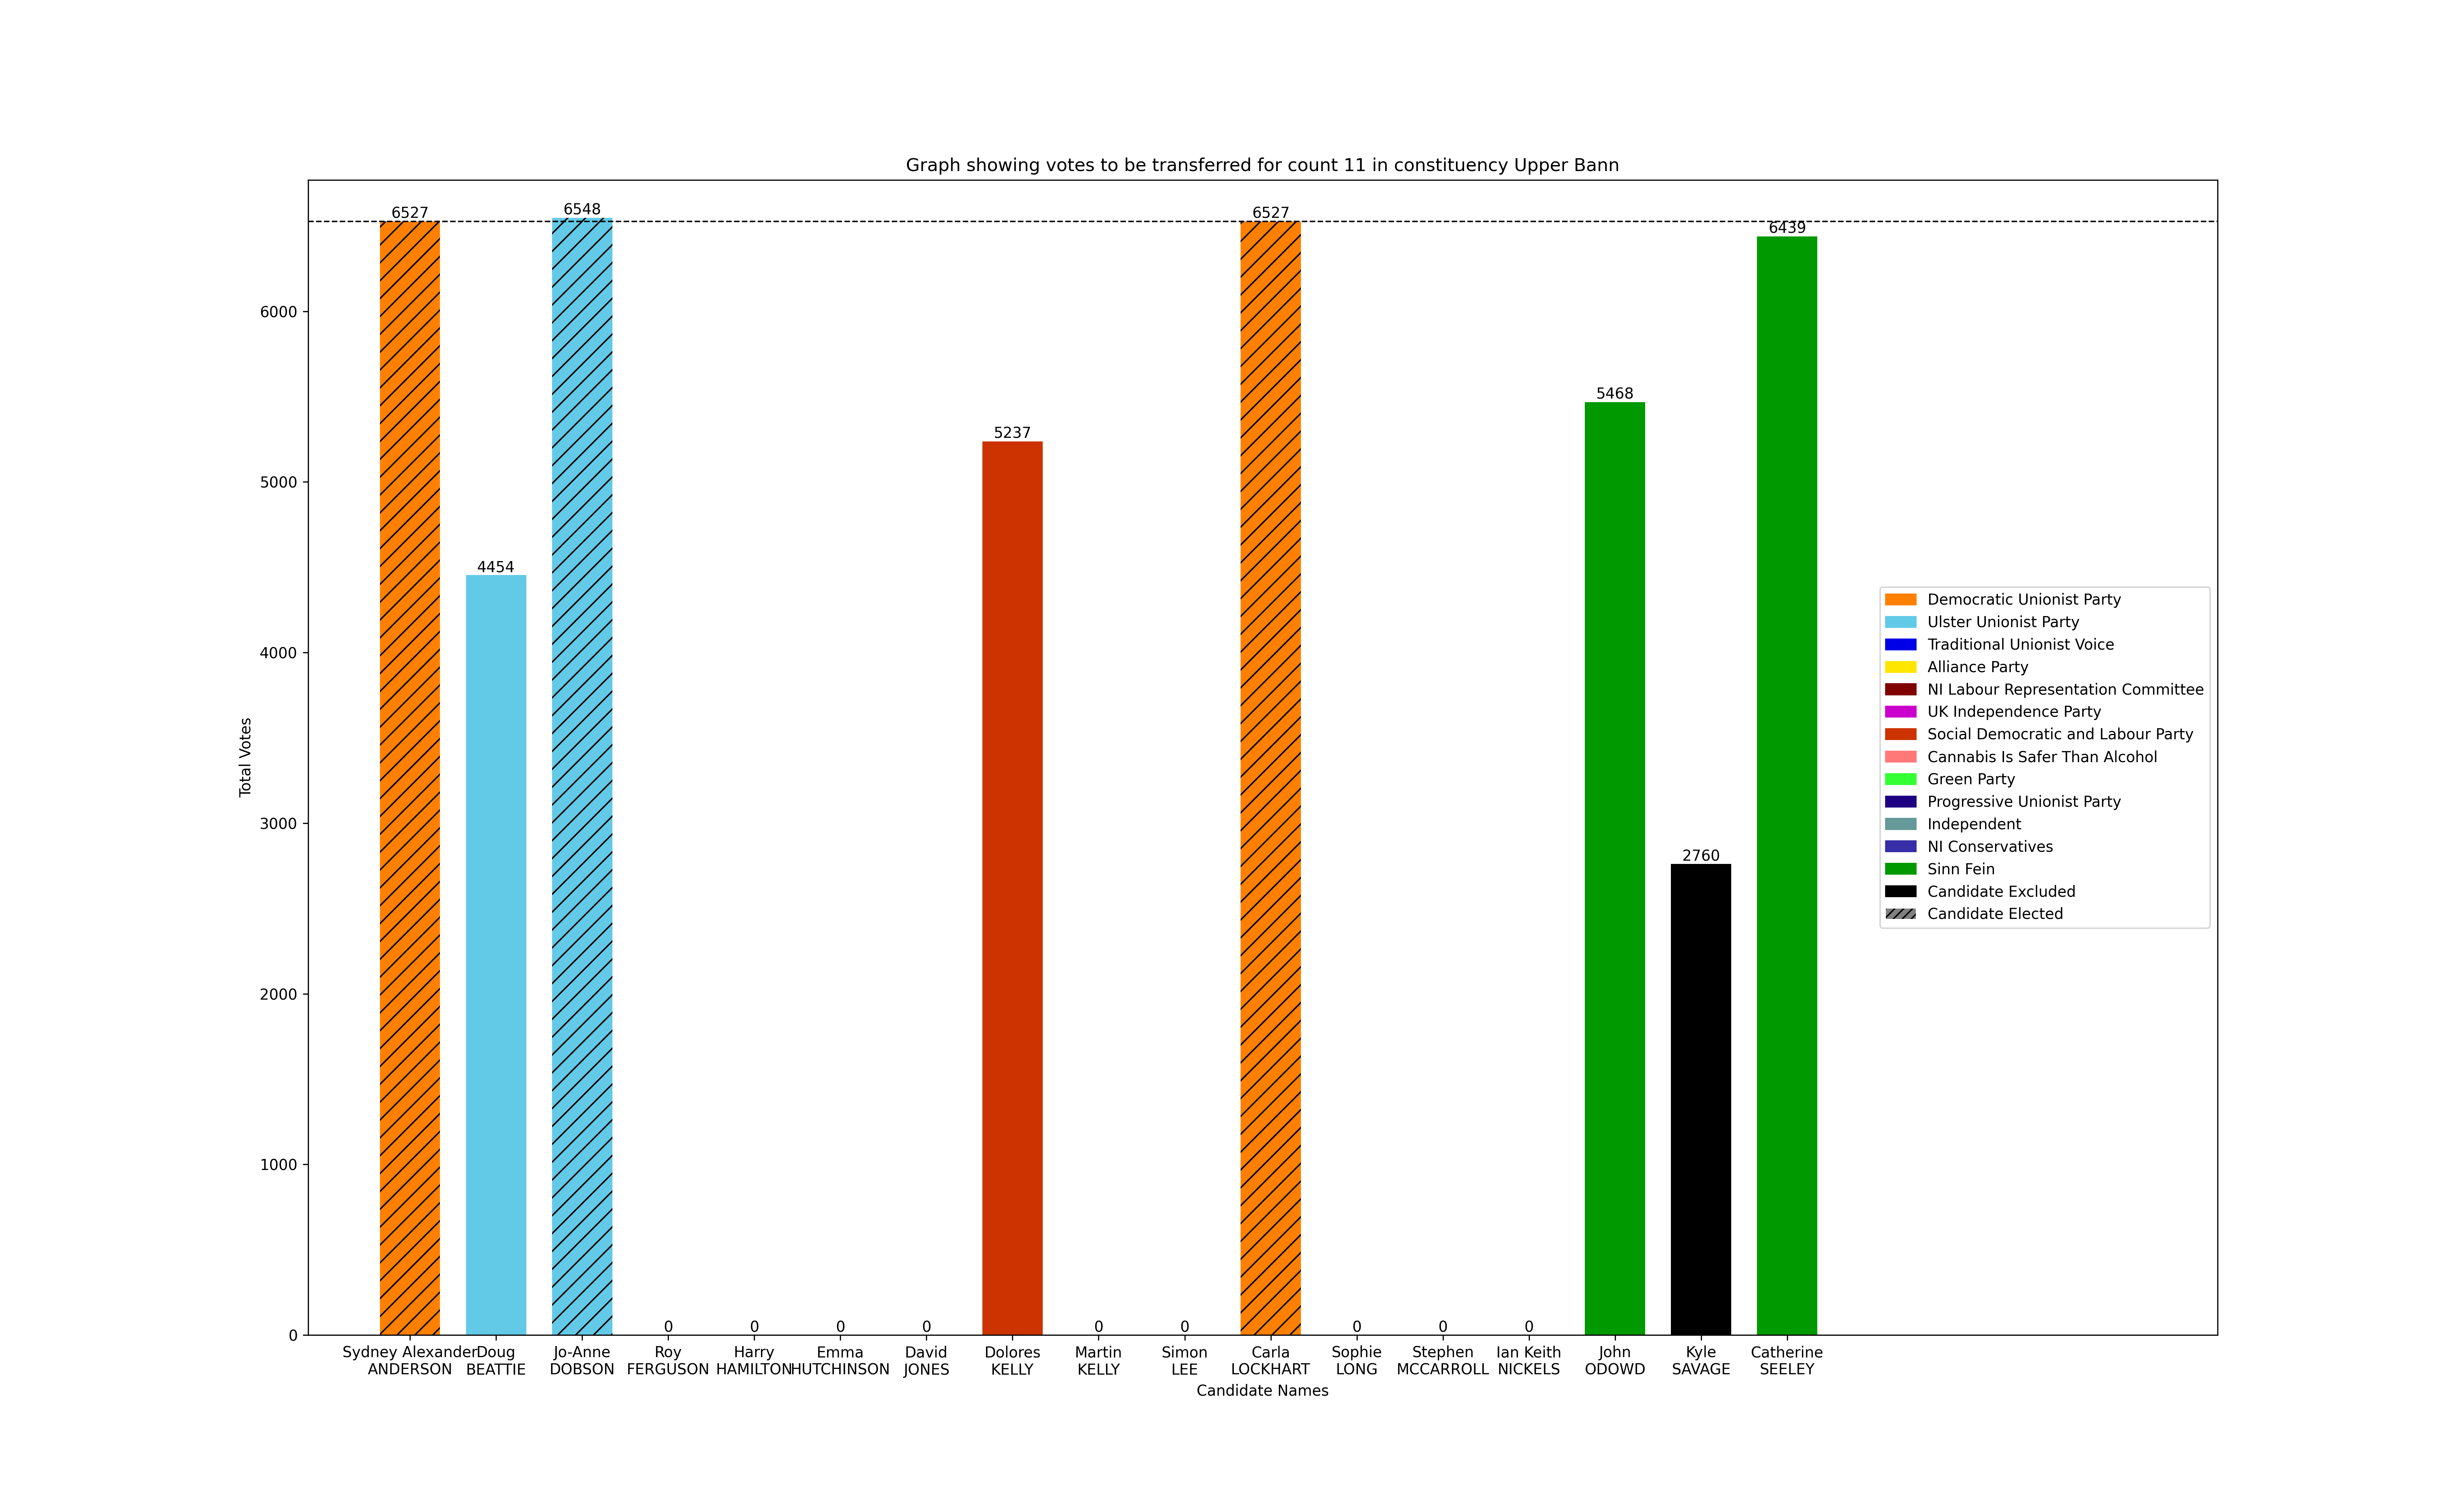 Graph showing votes to be transferred for count 11 in constituency Upper Bann
Total Votes
6000
5000
4000
3000
2000
1000
0
6527
4454
6548
0
0
0
0
5237
0
0
6527
0
0
0
5468
2760
6439
Democratic Unionist Party
Ulster Unionist Party
Traditional Unionist Voice
Alliance Party
NI Labour Representation Committee
UK Independence Party
Social Democratic and Labour Party
Cannabis Is Safer Than Alcohol
Green Party
Progressive Unionist Party
Independent
NI Conservatives
Sinn Fein
Candidate Excluded
Candidate Elected
Sydney Alexander
ANDERSON
Doug
BEATTIE
Jo-Anne
DOBSON
Roy
FERGUSON
Harry
HAMILTON
Emma
HUTCHINSON
David
JONES
Dolores
KELLY
Martin
KELLY
Simon
LEE
Carla
LOCKHART
Sophie
LONG
Stephen
MCCARROLL
Ian Keith
NICKELS
John
ODOWD
Kyle
SAVAGE
Catherine
SEELEY
Candidate Names